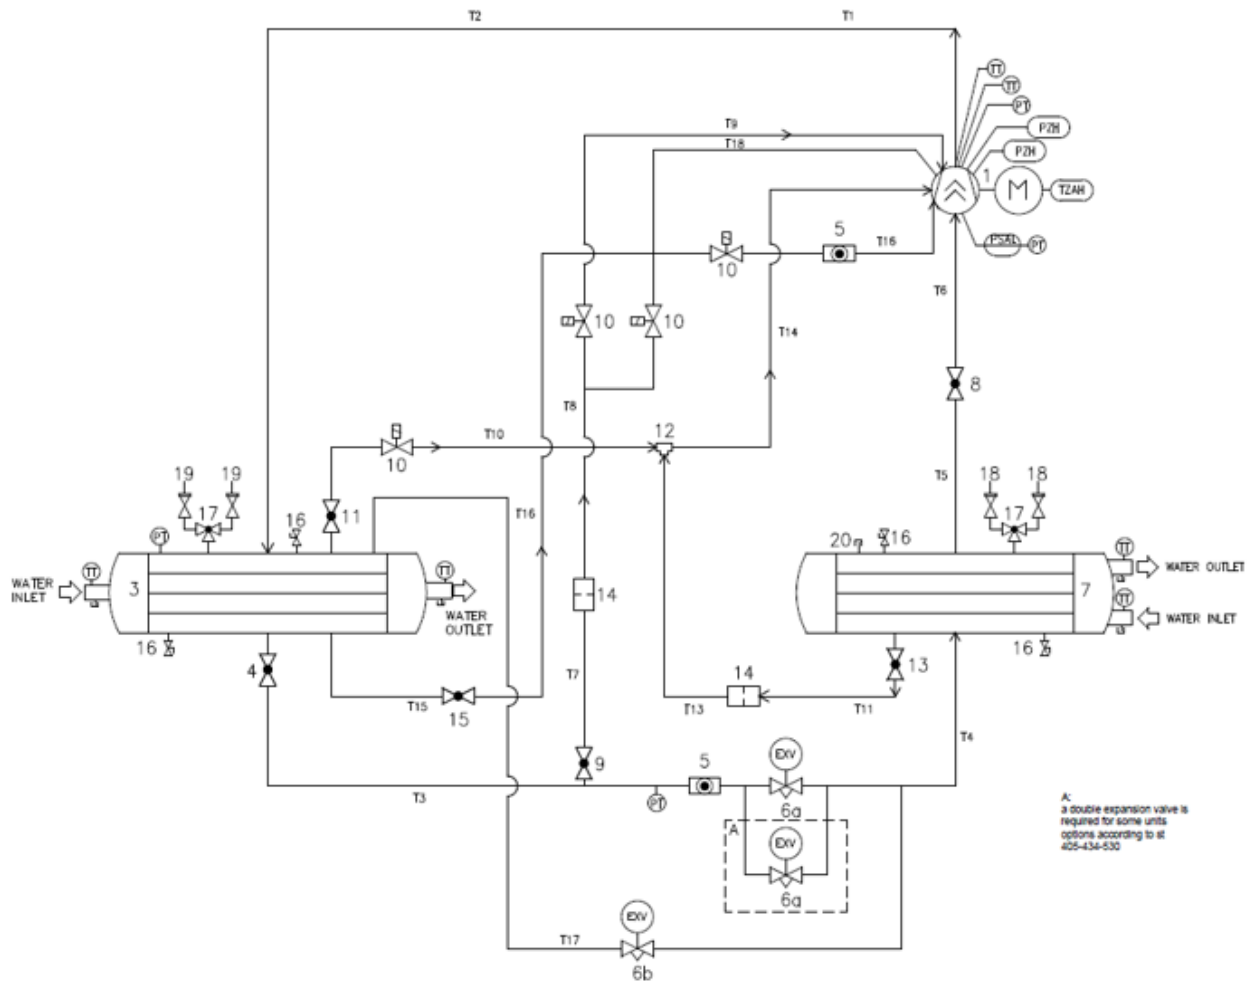 T2
T1
TT
TT
PT
T9
PZH
T18
PZH
1
M
TZAH
5
T16
PSAL
PT
10
T6
10
10
T14
8
T8
12
T10
10
T5
19
19
18
18
17
11
16
T16
17
PT
20
16
TT
TT
TT
WATER OUTLET
WATER
INLET
3
14
7
TT
WATER INLET
WATER
OUTLET
16
16
4
13
T7
14
T15
15
T13
T11
T4
9
EXV
5
T3
PT
6a
A:
a double expansion valve is
required for some units
options according to st
405-434-530
A
EXV
6a
EXV
T17
6b